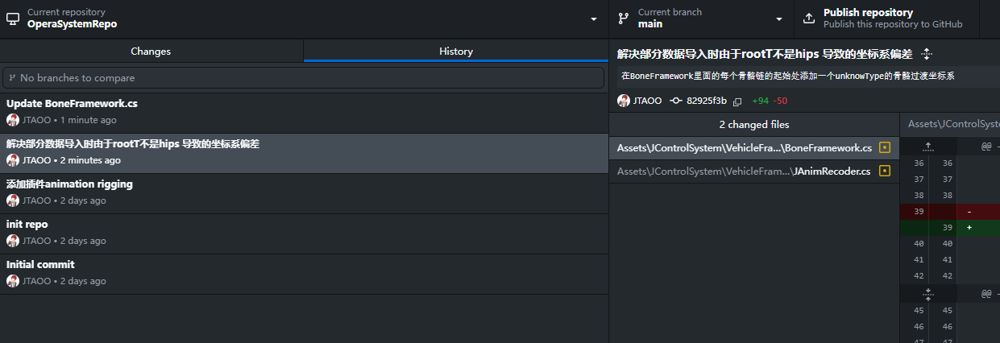 Current repository
OperaSystemRepo
Current branch
main
Publish repository
Publish this repository to GitHub
Changes
History
No branches to compare
Update BoneFramework.cs
JTAOO • 1 minute ago
解决部分数据导入时由于rootT不是hips 导致的坐标系偏差
JTAOO • 2 minutes ago
添加插件animation rigging
JTAOO • 2 days ago
init repo
JTAOO • 2 days ago
Initial commit
JTAOO • 2 days ago
解决部分数据导入时由于rootT不是hips 导致的坐标系偏差
在BoneFramework里面的每个骨骼链的起始处添加一个unknowType的骨骼过渡坐标系
JTAOO 82925f3b +94 -50
2 changed files
Assets\JControlSystem\VehicleFra...\BoneFramework.cs
Assets\JControlSystem\VehicleFram...\JAnimRecoder.cs
Assets\JControlSyste
@@ -
36 36
37 37
38 38
39 -
39 +
40 40
41 41
42 42
@@ -
45 45
46 46